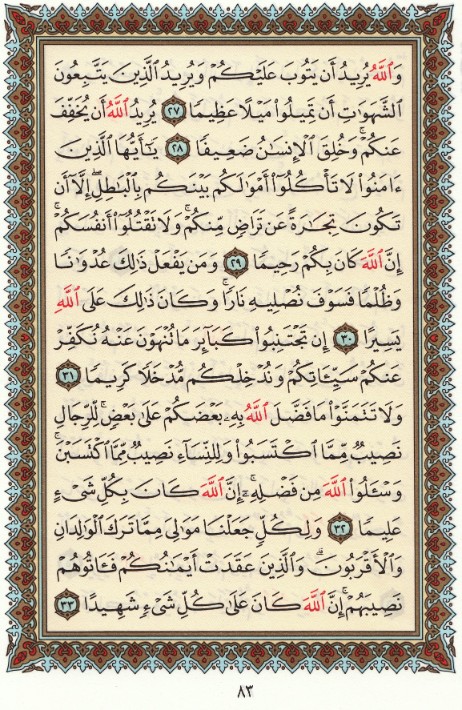 وَٱللَّهُ يُرِيدُ أَن يَتُوبَ عَلَيْكُمْ وَيُرِيدُ ٱلَّذِينَ يَتَّبِعُونَ
ٱلشَّهَوَٰتِ أَن تَمِيلُوا۟ مَيْلًا عَظِيمًا ٢٧ يُرِيدُ ٱللَّهُ أَن يُخَفِّفَ
عَنكُمْ ۚ وَخُلِقَ ٱلْإِنسَٰنُ ضَعِيفًا ٢٨ يَٰٓأَيُّهَا ٱلَّذِينَ
ءَامَنُوا۟ لَا تَأْكُلُوٓا۟ أَمْوَٰلَكُم بَيْنَكُم بِٱلْبَٰطِلِ إِلَّآ أَن
تَكُونَ تِجَٰرَةً عَن تَرَاضٍ مِّنكُمْ ۚ وَلَا تَقْتُلُوٓا۟ أَنفُسَكُمْ ۚ
إِنَّ ٱللَّهَ كَانَ بِكُمْ رَحِيمًا ٢٩ وَمَن يَفْعَلْ ذَٰلِكَ عُدْوَٰنًا
وَظُلْمًا فَسَوْفَ نُصْلِيهِ نَارًا ۚ وَكَانَ ذَٰلِكَ عَلَى ٱللَّهِ
يَسِيرًا ٣٠ إِن تَجْتَنِبُوا۟ كَبَآئِرَ مَا تُنْهَوْنَ عَنْهُ نُكَفِّرْ
عَنكُمْ سَيِّـَٔاتِكُمْ وَنُدْخِلْكُم مُّدْخَلًا كَرِيمًا ٣١
وَلَا تَتَمَنَّوْا۟ مَا فَضَّلَ ٱللَّهُ بِهِۦ بَعْضَكُمْ عَلَىٰ بَعْضٍ ۚ لِّلرِّجَالِ
نَصِيبٌ مِّمَّا ٱكْتَسَبُوا۟ ۖ وَلِلنِّسَآءِ نَصِيبٌ مِّمَّا ٱكْتَسَبْنَ ۚ
وَسْـَٔلُوا۟ ٱللَّهَ مِن فَضْلِهِۦٓ ۗ إِنَّ ٱللَّهَ كَانَ بِكُلِّ شَىْءٍ
عَلِيمًا ٣٢ وَلِكُلٍّ جَعَلْنَا مَوَٰلِىَ مِمَّا تَرَكَ ٱلْوَٰلِدَانِ
وَٱلْأَقْرَبُونَ ۚ وَٱلَّذِينَ عَقَدَتْ أَيْمَٰنُكُمْ فَـَٔاتُوهُمْ
نَصِيبَهُمْ ۚ إِنَّ ٱللَّهَ كَانَ عَلَىٰ كُلِّ شَىْءٍ شَهِيدًا ٣٣
٨٣